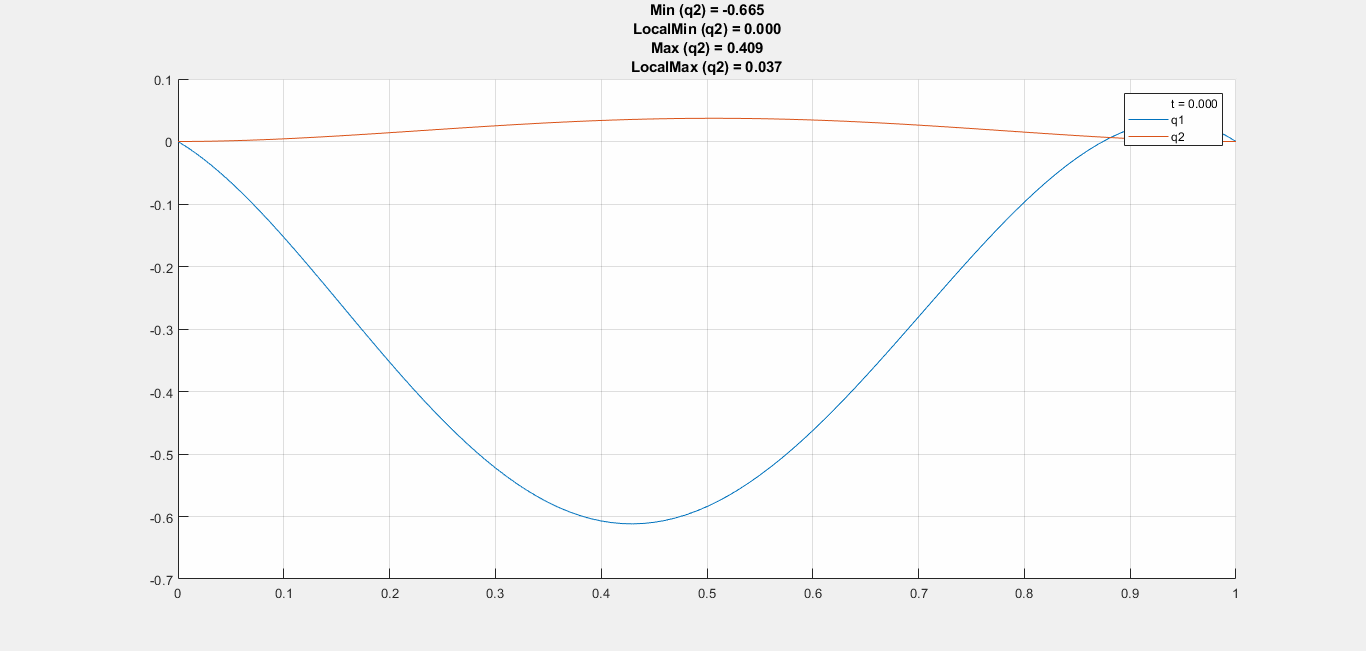 Min (q2) = -0.665
LocalMin (q2) = 0.000
Max (q2) = 0.409
LocalMax (q2) = 0.037
0.1
0
-0.1
-0.2
-0.3
-0.4
-0.5
-0.6
-0.7
t = 0.000
q1
q2
0 0.1 0.2 0.3 0.4 0.5 0.6 0.7 0.8 0.9 1